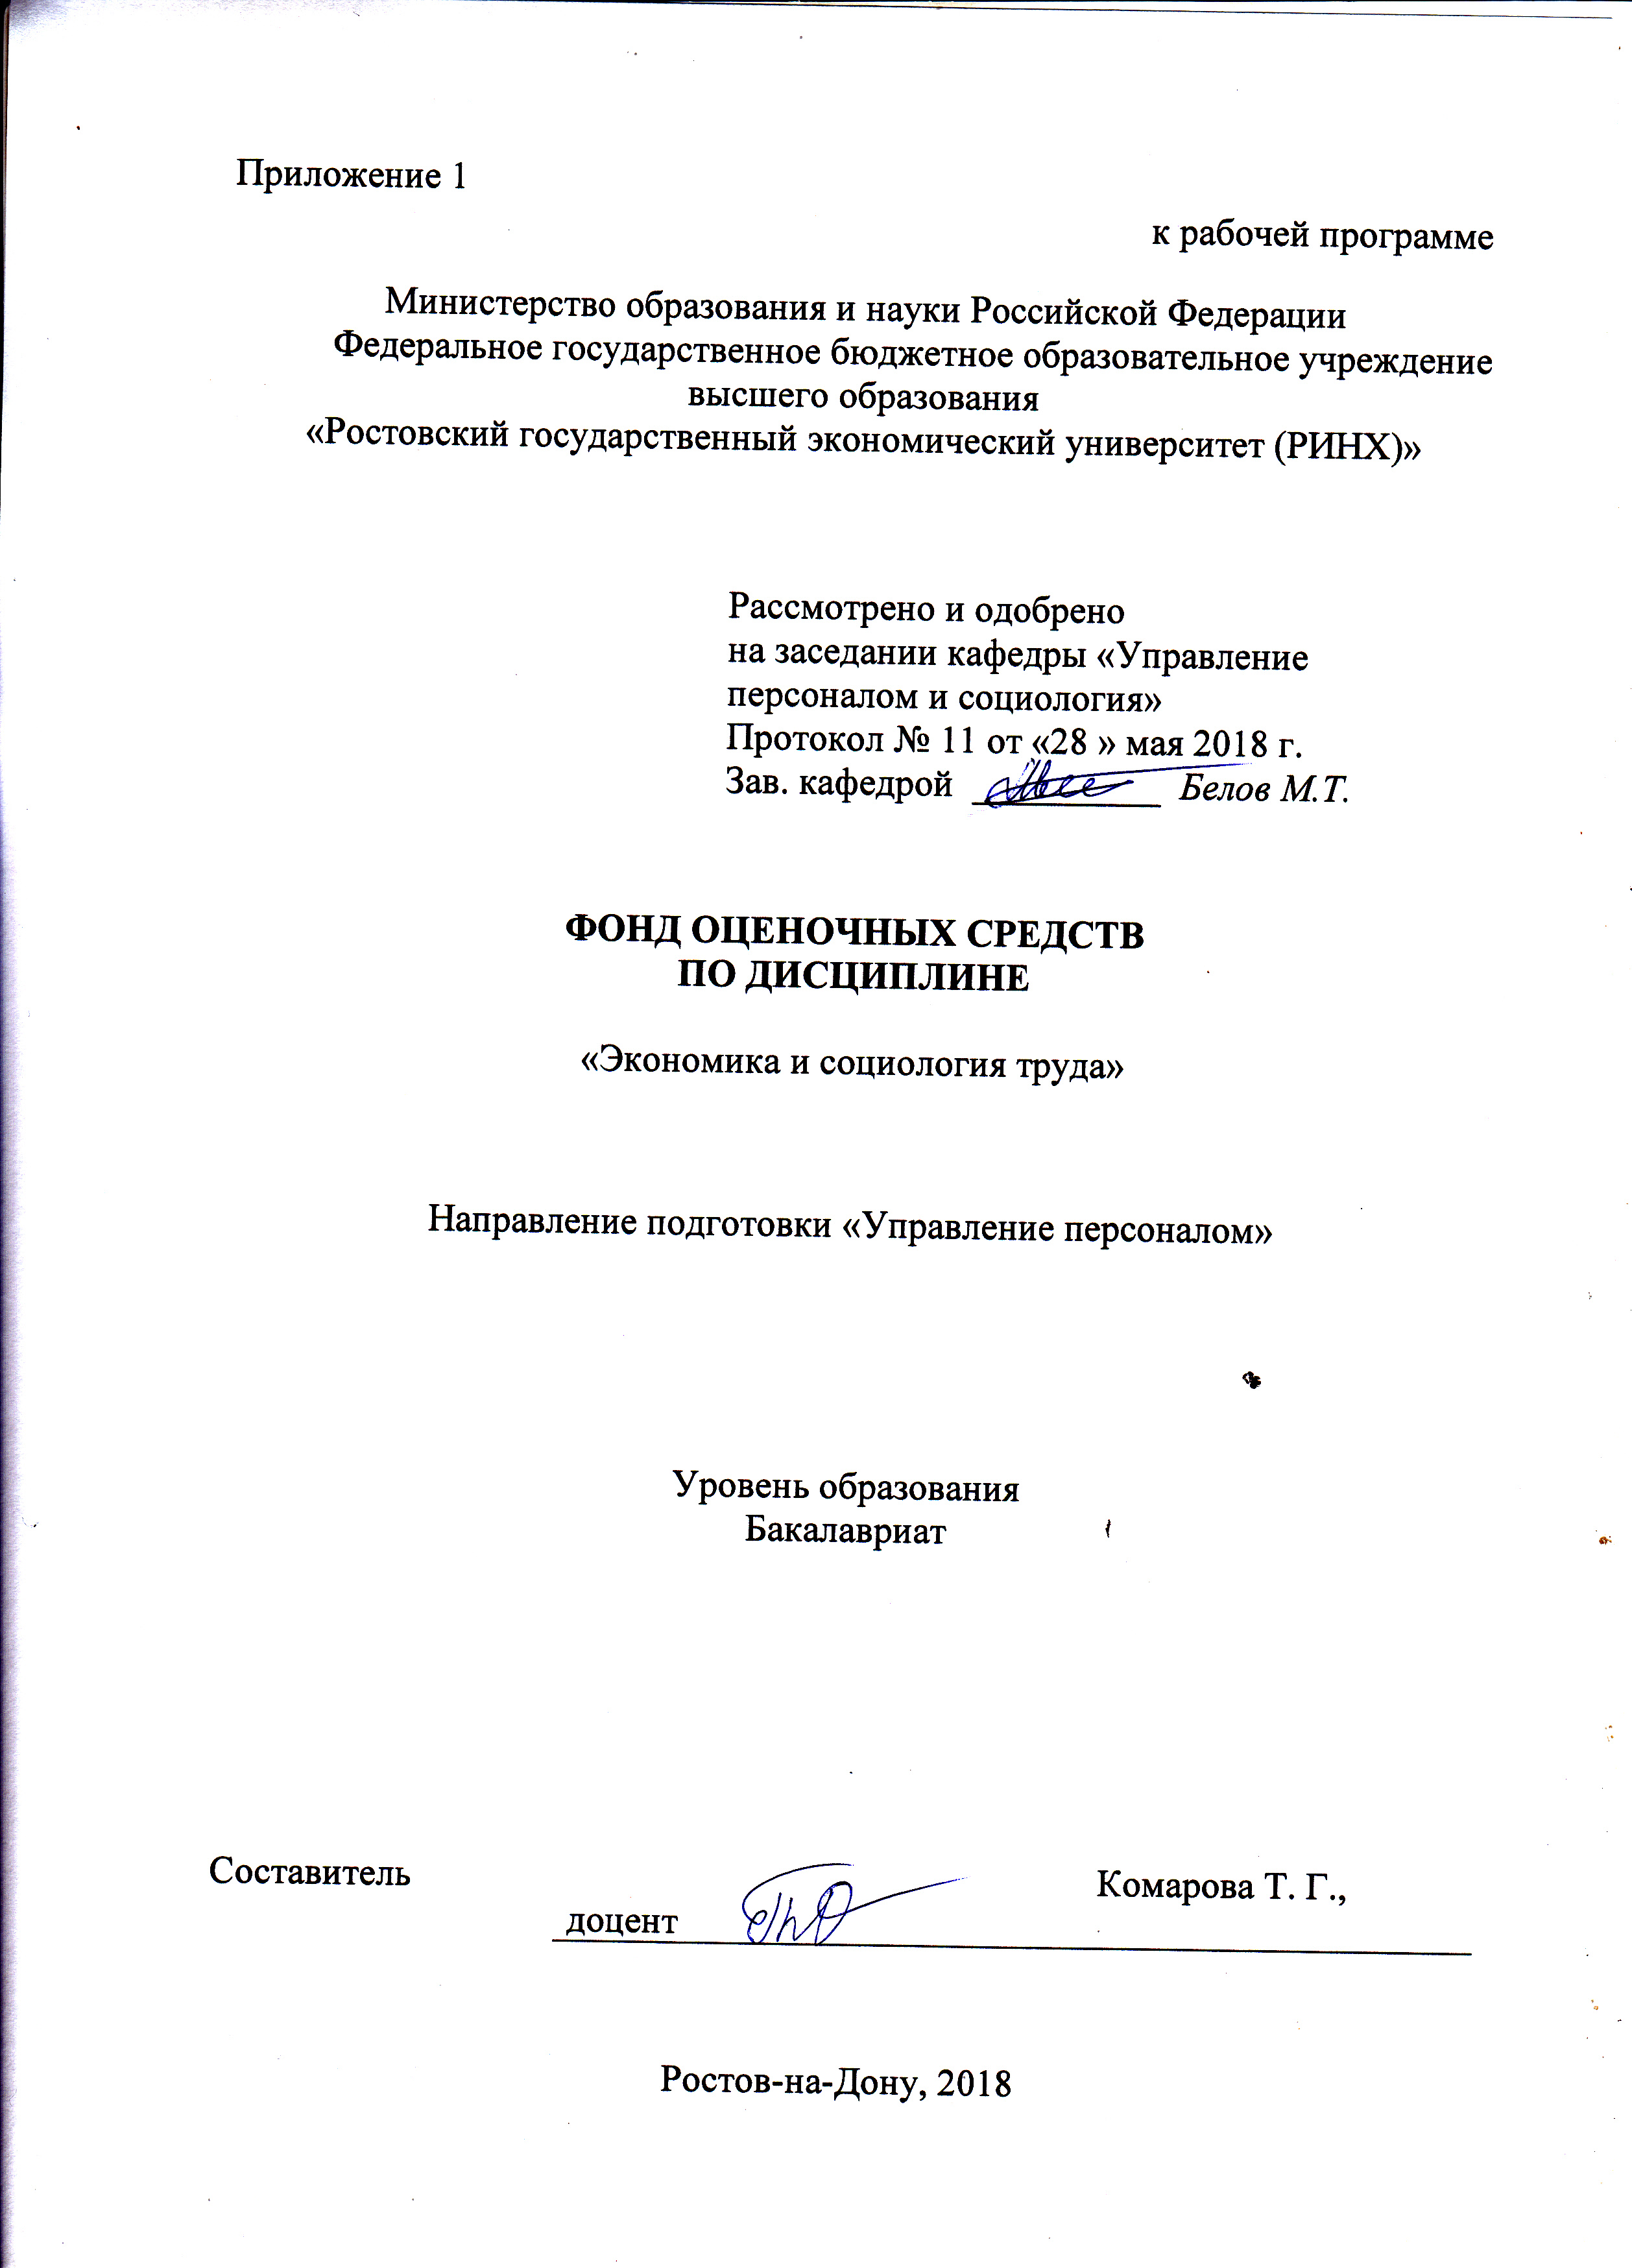 Приложение 1
к рабочей программе
Министерство образования и науки Российской Федерации
Федеральное государственное бюджетное образовательное учреждение
высшего образования
«Ростовский государственный экономический университет (РИНХ)»
Рассмотрено и одобрено
на заседании кафедры «Управление
персоналом и социология»
Протокол № 11 от «28 » мая 2018 г.
Зав. кафедрой Белов М.Т.
ФОНД ОЦЕНОЧНЫХ СРЕДСТВ
ПО ДИСЦИПЛИНЕ
«Экономика и социология труда»
Направление подготовки «Управление персоналом»
Уровень образования
Бакалавриат
Составитель Комарова Т. Г.,
доцент
Ростов-на-Дону, 2018